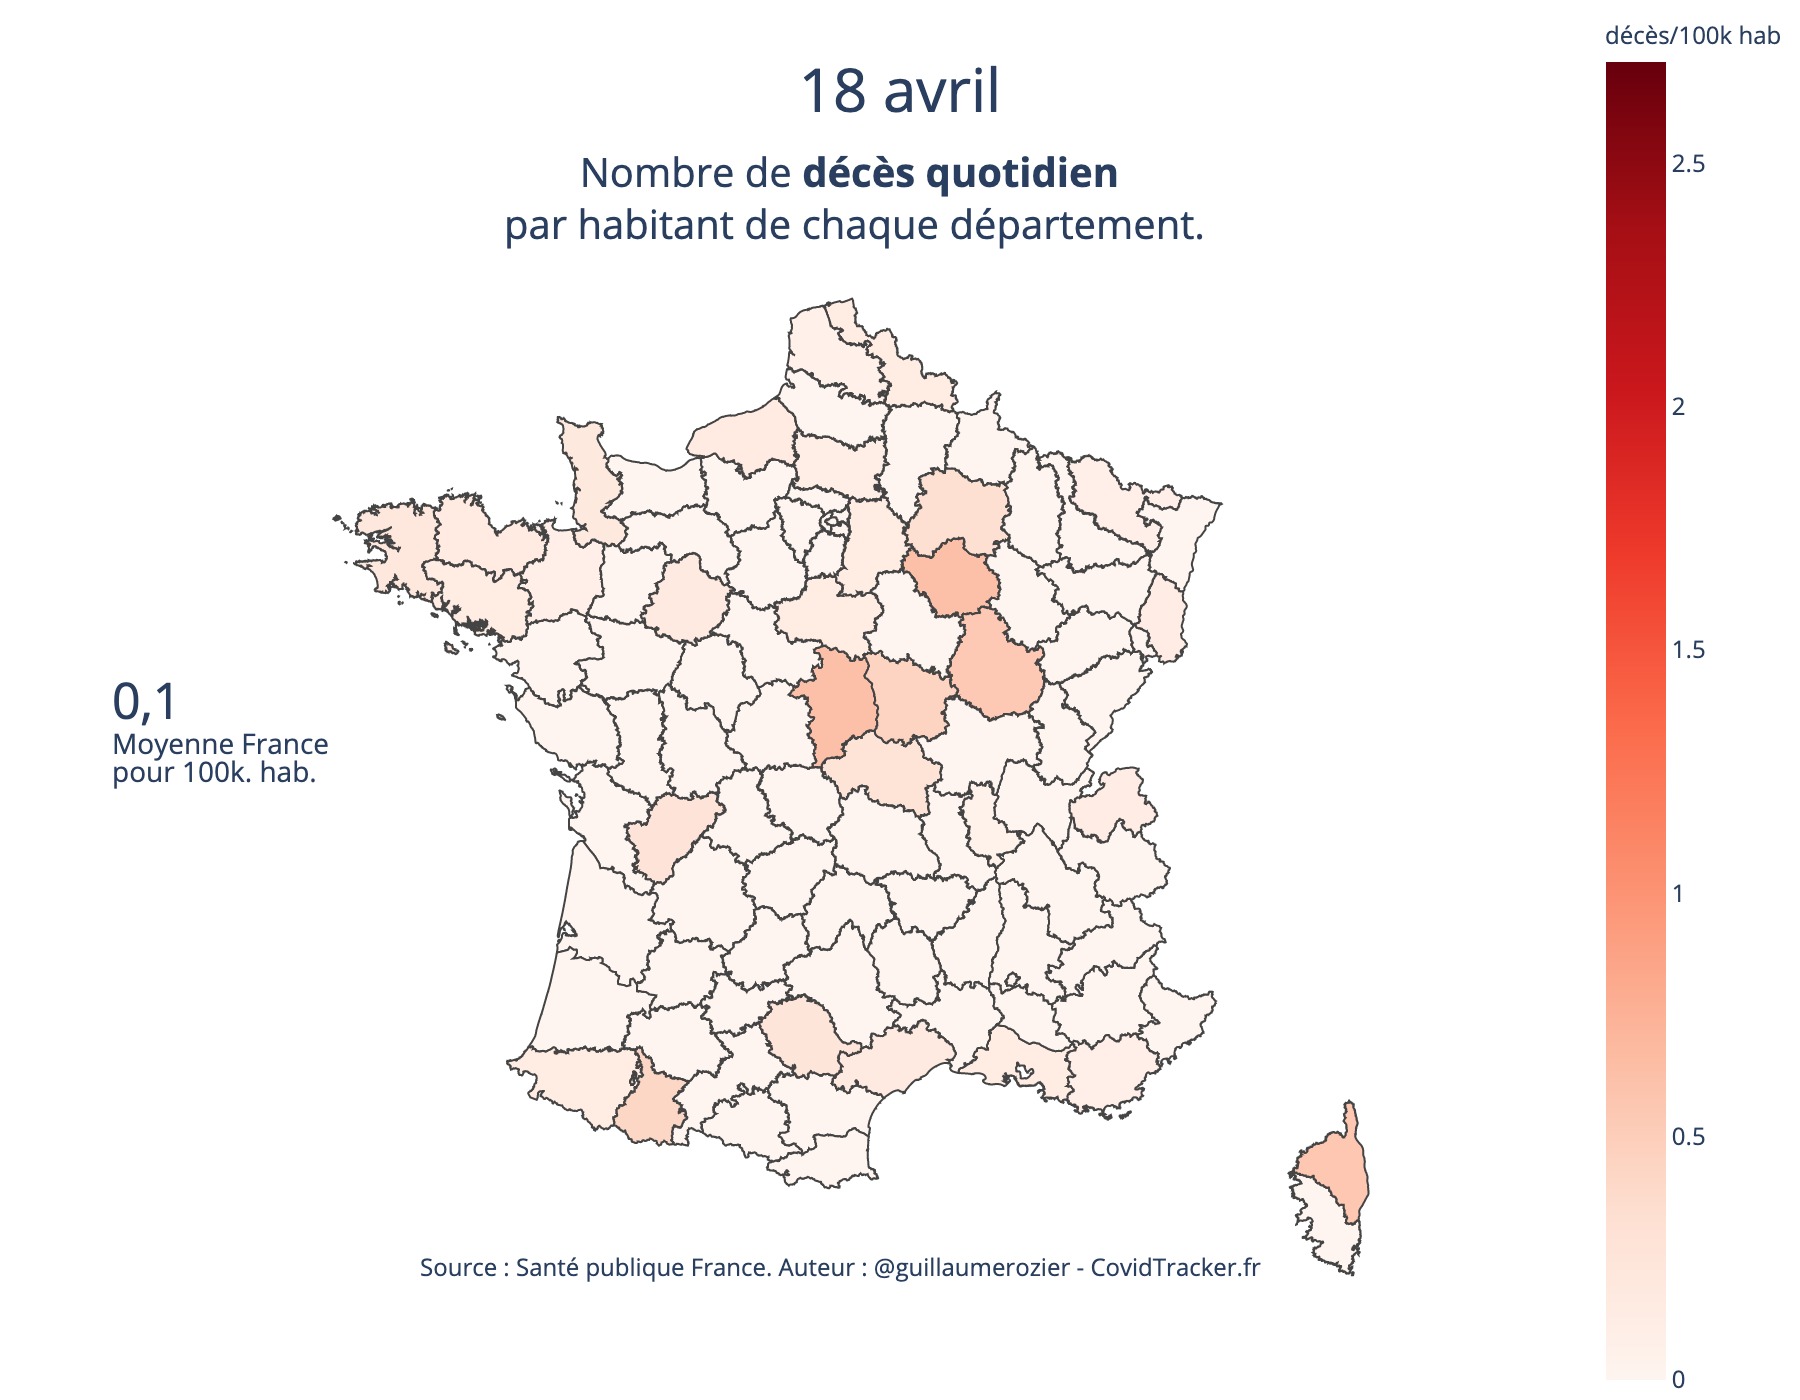 décès/100k hab
18 avril
Nombre de décès quotidien
par habitant de chaque département.
2.5
2
1.5
1
0.5
0
0,1
Moyenne France
pour 100k. hab.
Source : Santé publique France. Auteur : @guillaumerozier - CovidTracker.fr